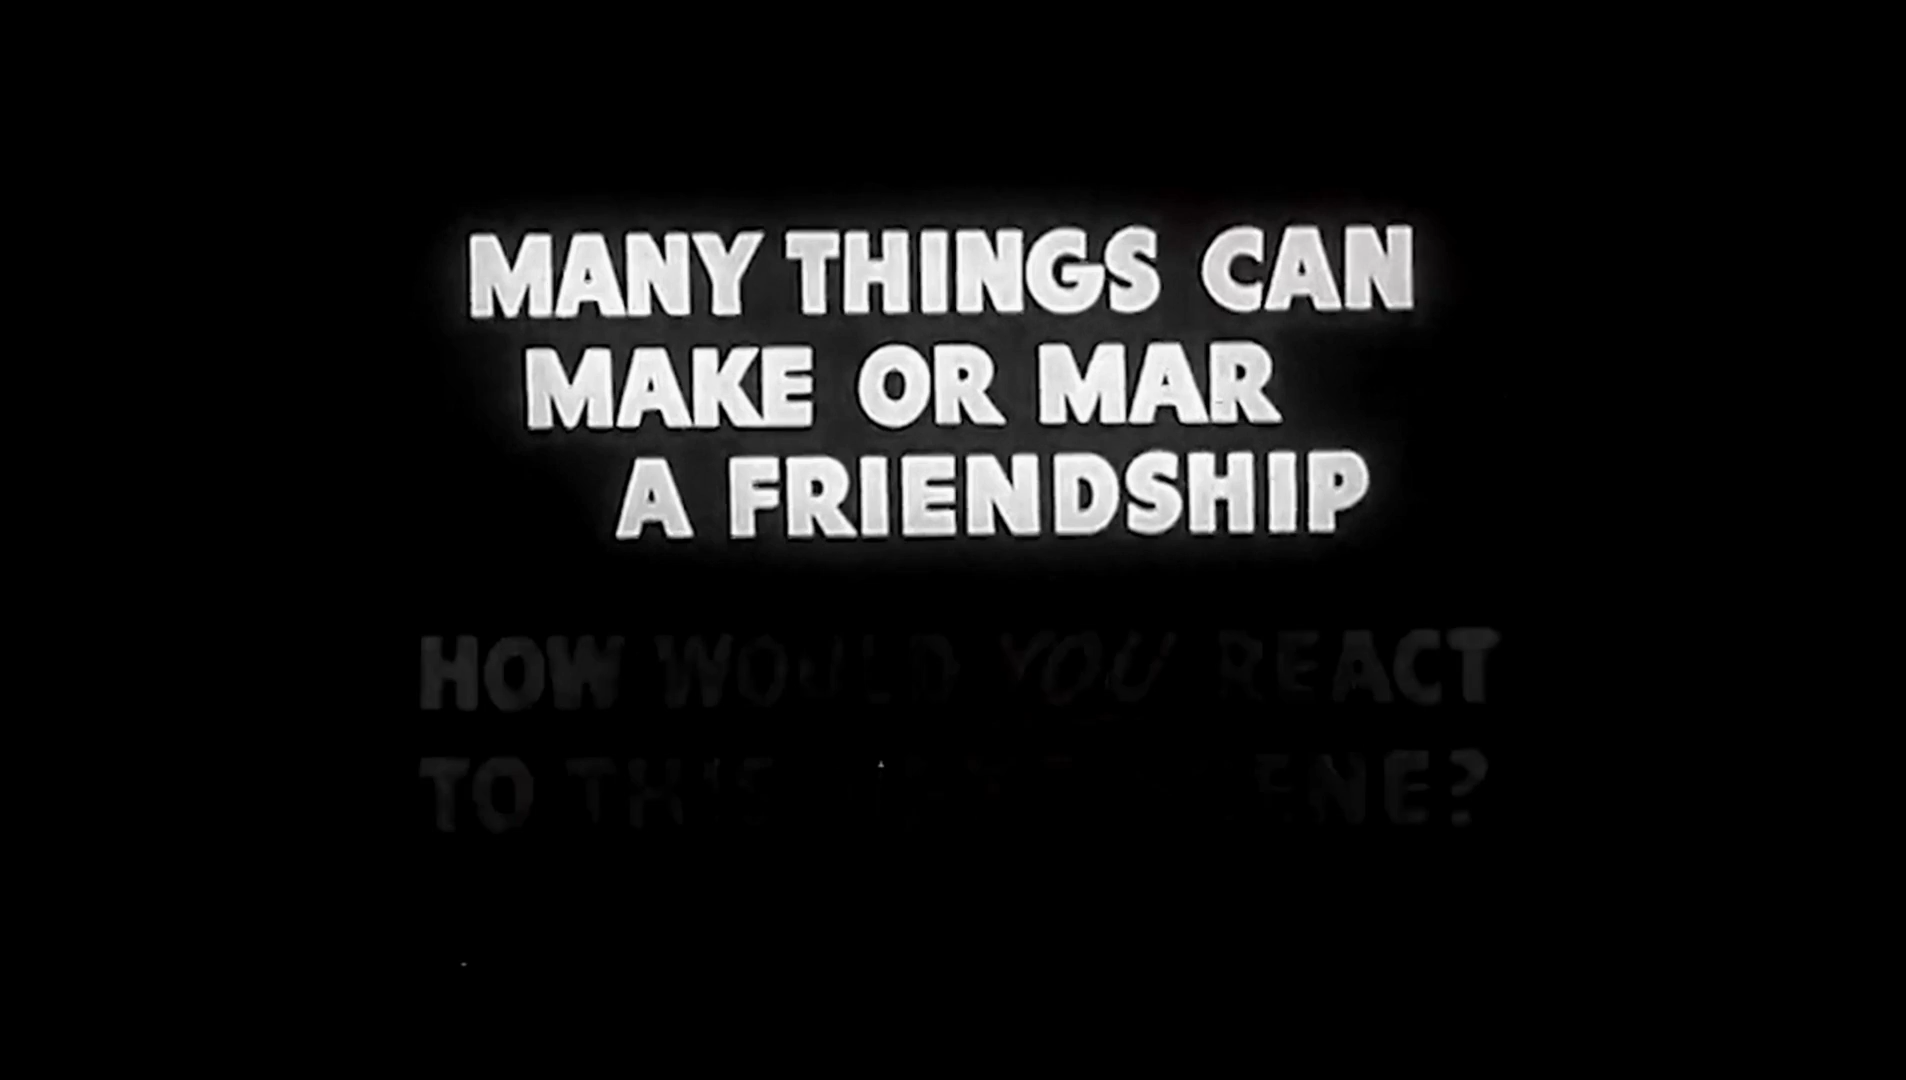 MANY THINGS CAN
MAKE OR MAR
A FRIENDSHIP
HOW WOULD YOU REACT
TO THIS